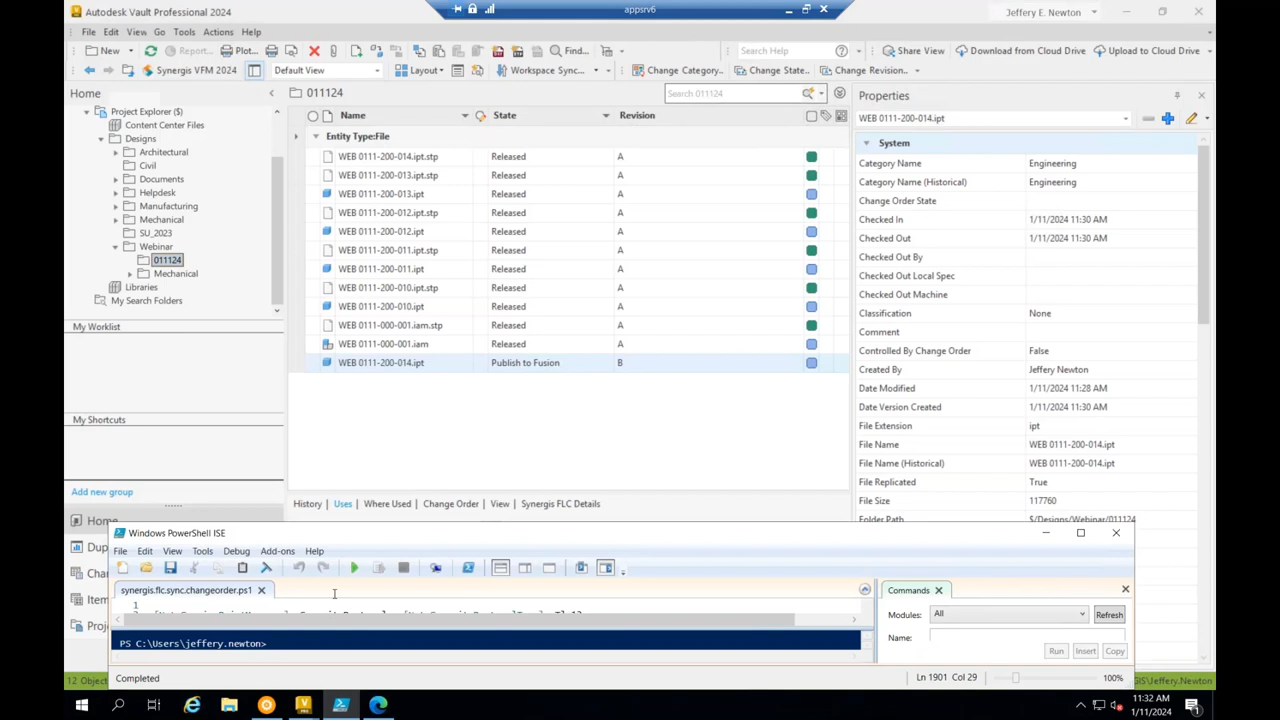 Autodesk Vault Professional 2024
appsrv6
Jeffery E. Newton
File Edit View Go Tools Actions Help
New Report... Plot... Find... Search Help Share View Download from Cloud Drive Upload to Cloud Drive
Synergis VFM 2024 Default View Layout Workspace Sync... Change Category.. Change State.. Change Revision..
Home
011124
Search 011124
Properties
Project Explorer ($)
Content Center Files
Designs
Architectural
Civil
Documents
Helpdesk
Manufacturing
Mechanical
SU_2023
Webinar
011124
Mechanical
Libraries
My Search Folders
My Worklist
My Shortcuts
Add new group
Home
Dup
Cha
Item
Proj
Name State Revision
Entity Type:File
WEB 0111-200-014.ipt.stp Released A
WEB 0111-200-013.ipt.stp Released A
WEB 0111-200-013.ipt Released A
WEB 0111-200-012.ipt.stp Released A
WEB 0111-200-012.ipt Released A
WEB 0111-200-011.ipt.stp Released A
WEB 0111-200-011.ipt Released A
WEB 0111-200-010.ipt.stp Released A
WEB 0111-200-010.ipt Released A
WEB 0111-000-001.iam.stp Released A
WEB 0111-000-001.iam Released A
WEB 0111-200-014.ipt Publish to Fusion B
History Uses Where Used Change Order View Synergis FLC Details
WEB 0111-200-014.ipt
System
Category Name Engineering
Category Name (Historical) Engineering
Change Order State
Checked In 1/11/2024 11:30 AM
Checked Out 1/11/2024 11:30 AM
Checked Out By
Checked Out Local Spec
Checked Out Machine
Classification None
Comment
Controlled By Change Order False
Created By Jeffery Newton
Date Modified 1/11/2024 11:28 AM
Date Version Created 1/11/2024 11:30 AM
File Extension ipt
File Name WEB 0111-200-014.ipt
File Name (Historical) WEB 0111-200-014.ipt
File Replicated True
File Size 117760
Folder Path $/Designs/Webinar/011124
Windows PowerShell ISE
File Edit View Tools Debug Add-ons Help
synergis.flc.sync.changeorder.ps1
1
PS C:\Users\jeffery.newton>
Completed
Ln 1901 Col 29
100%
Commands
Modules: All Refresh
Name:
Run Insert Copy
12 Object
GIS\Jeffery.Newton
11:32 AM
1/11/2024
1